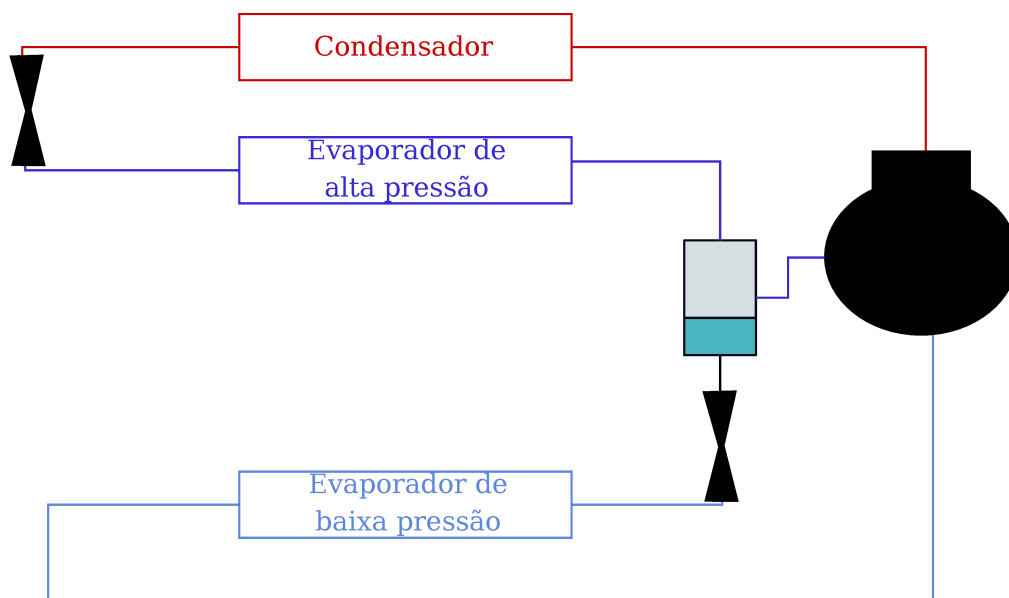 Condensador
Evaporador de
alta pressão
Evaporador de
baixa pressão